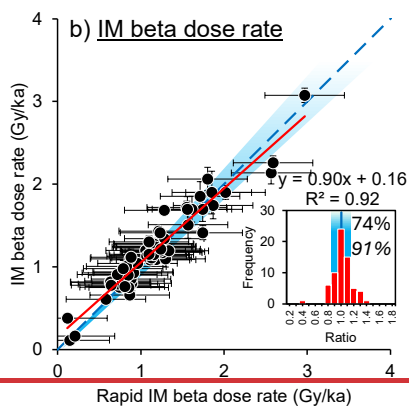 b) IM beta dose rate
IM beta dose rate (Gy/ka)
4
3
2
1
0
y = 0.90x + 0.16
R² = 0.92
Frequency
30
20
10
0
74%
91%
0.2 0.4 0.6 0.8 1.0 1.2 1.4 1.6 1.8
Ratio
0 1 2 3 4
Rapid IM beta dose rate (Gy/ka)